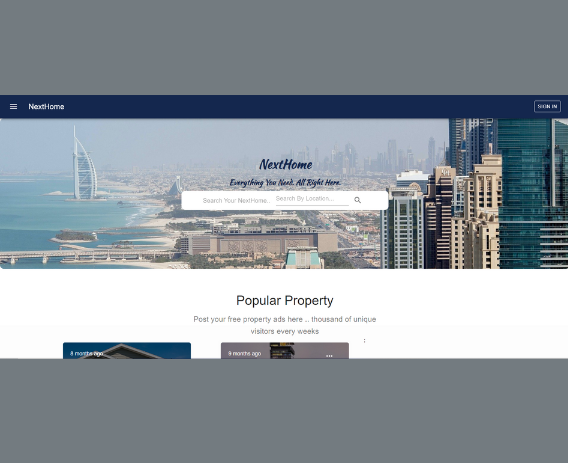 NextHome
SIGN IN
NextHome
Everything You Need. All Right Here.
Search Your NextHome... Search By Location...
Popular Property
Post your free property ads here .. thousand of unique
visitors every weeks
8 months ago
9 months ago